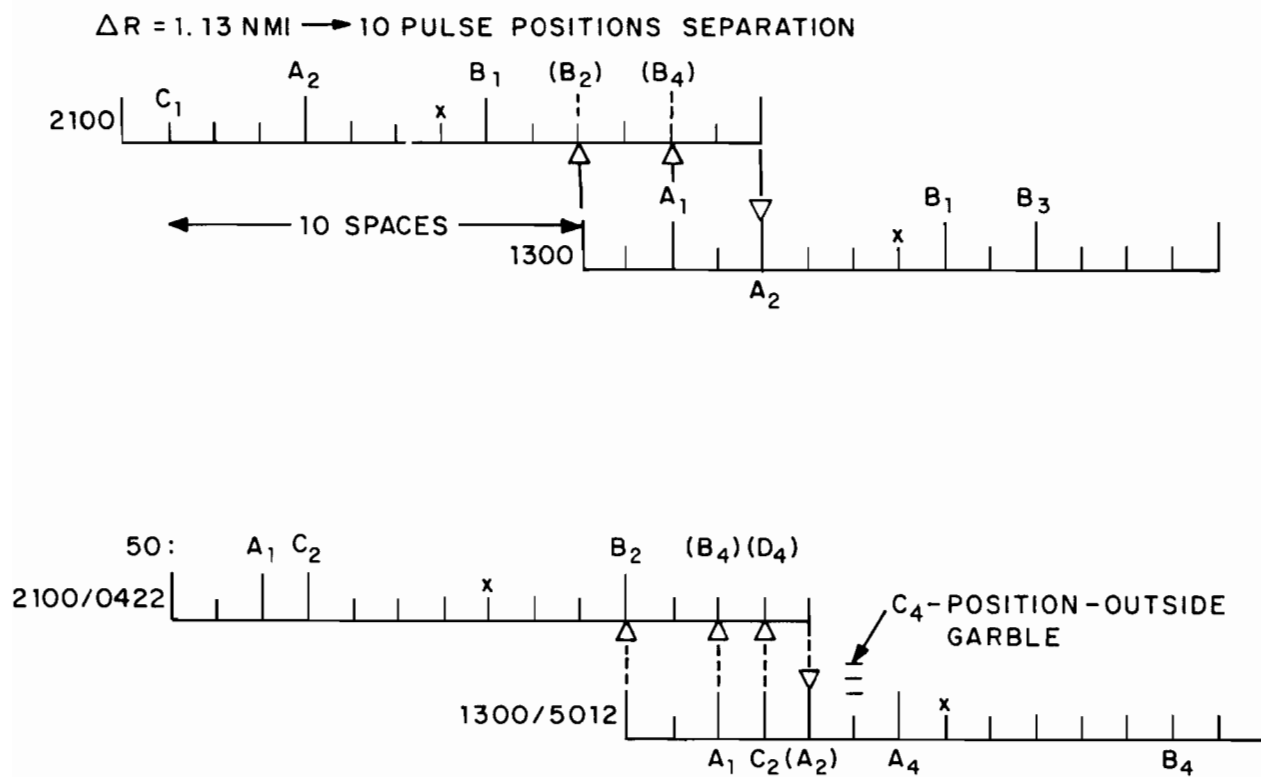 ΔR = 1.13 NMI → 10 PULSE POSITIONS SEPARATION
C₁ A₂ x B₁ (B₂) (B₄)
2100
A₁ B₁ B₃
← 10 SPACES →
1300 x
A₂
50: A₁ C₂ x B₂ (B₄) (D₄)
2100/0422
C₄-POSITION-OUTSIDE
GARBLE
1300/5012 x
A₁ C₂ (A₂) A₄ B₄